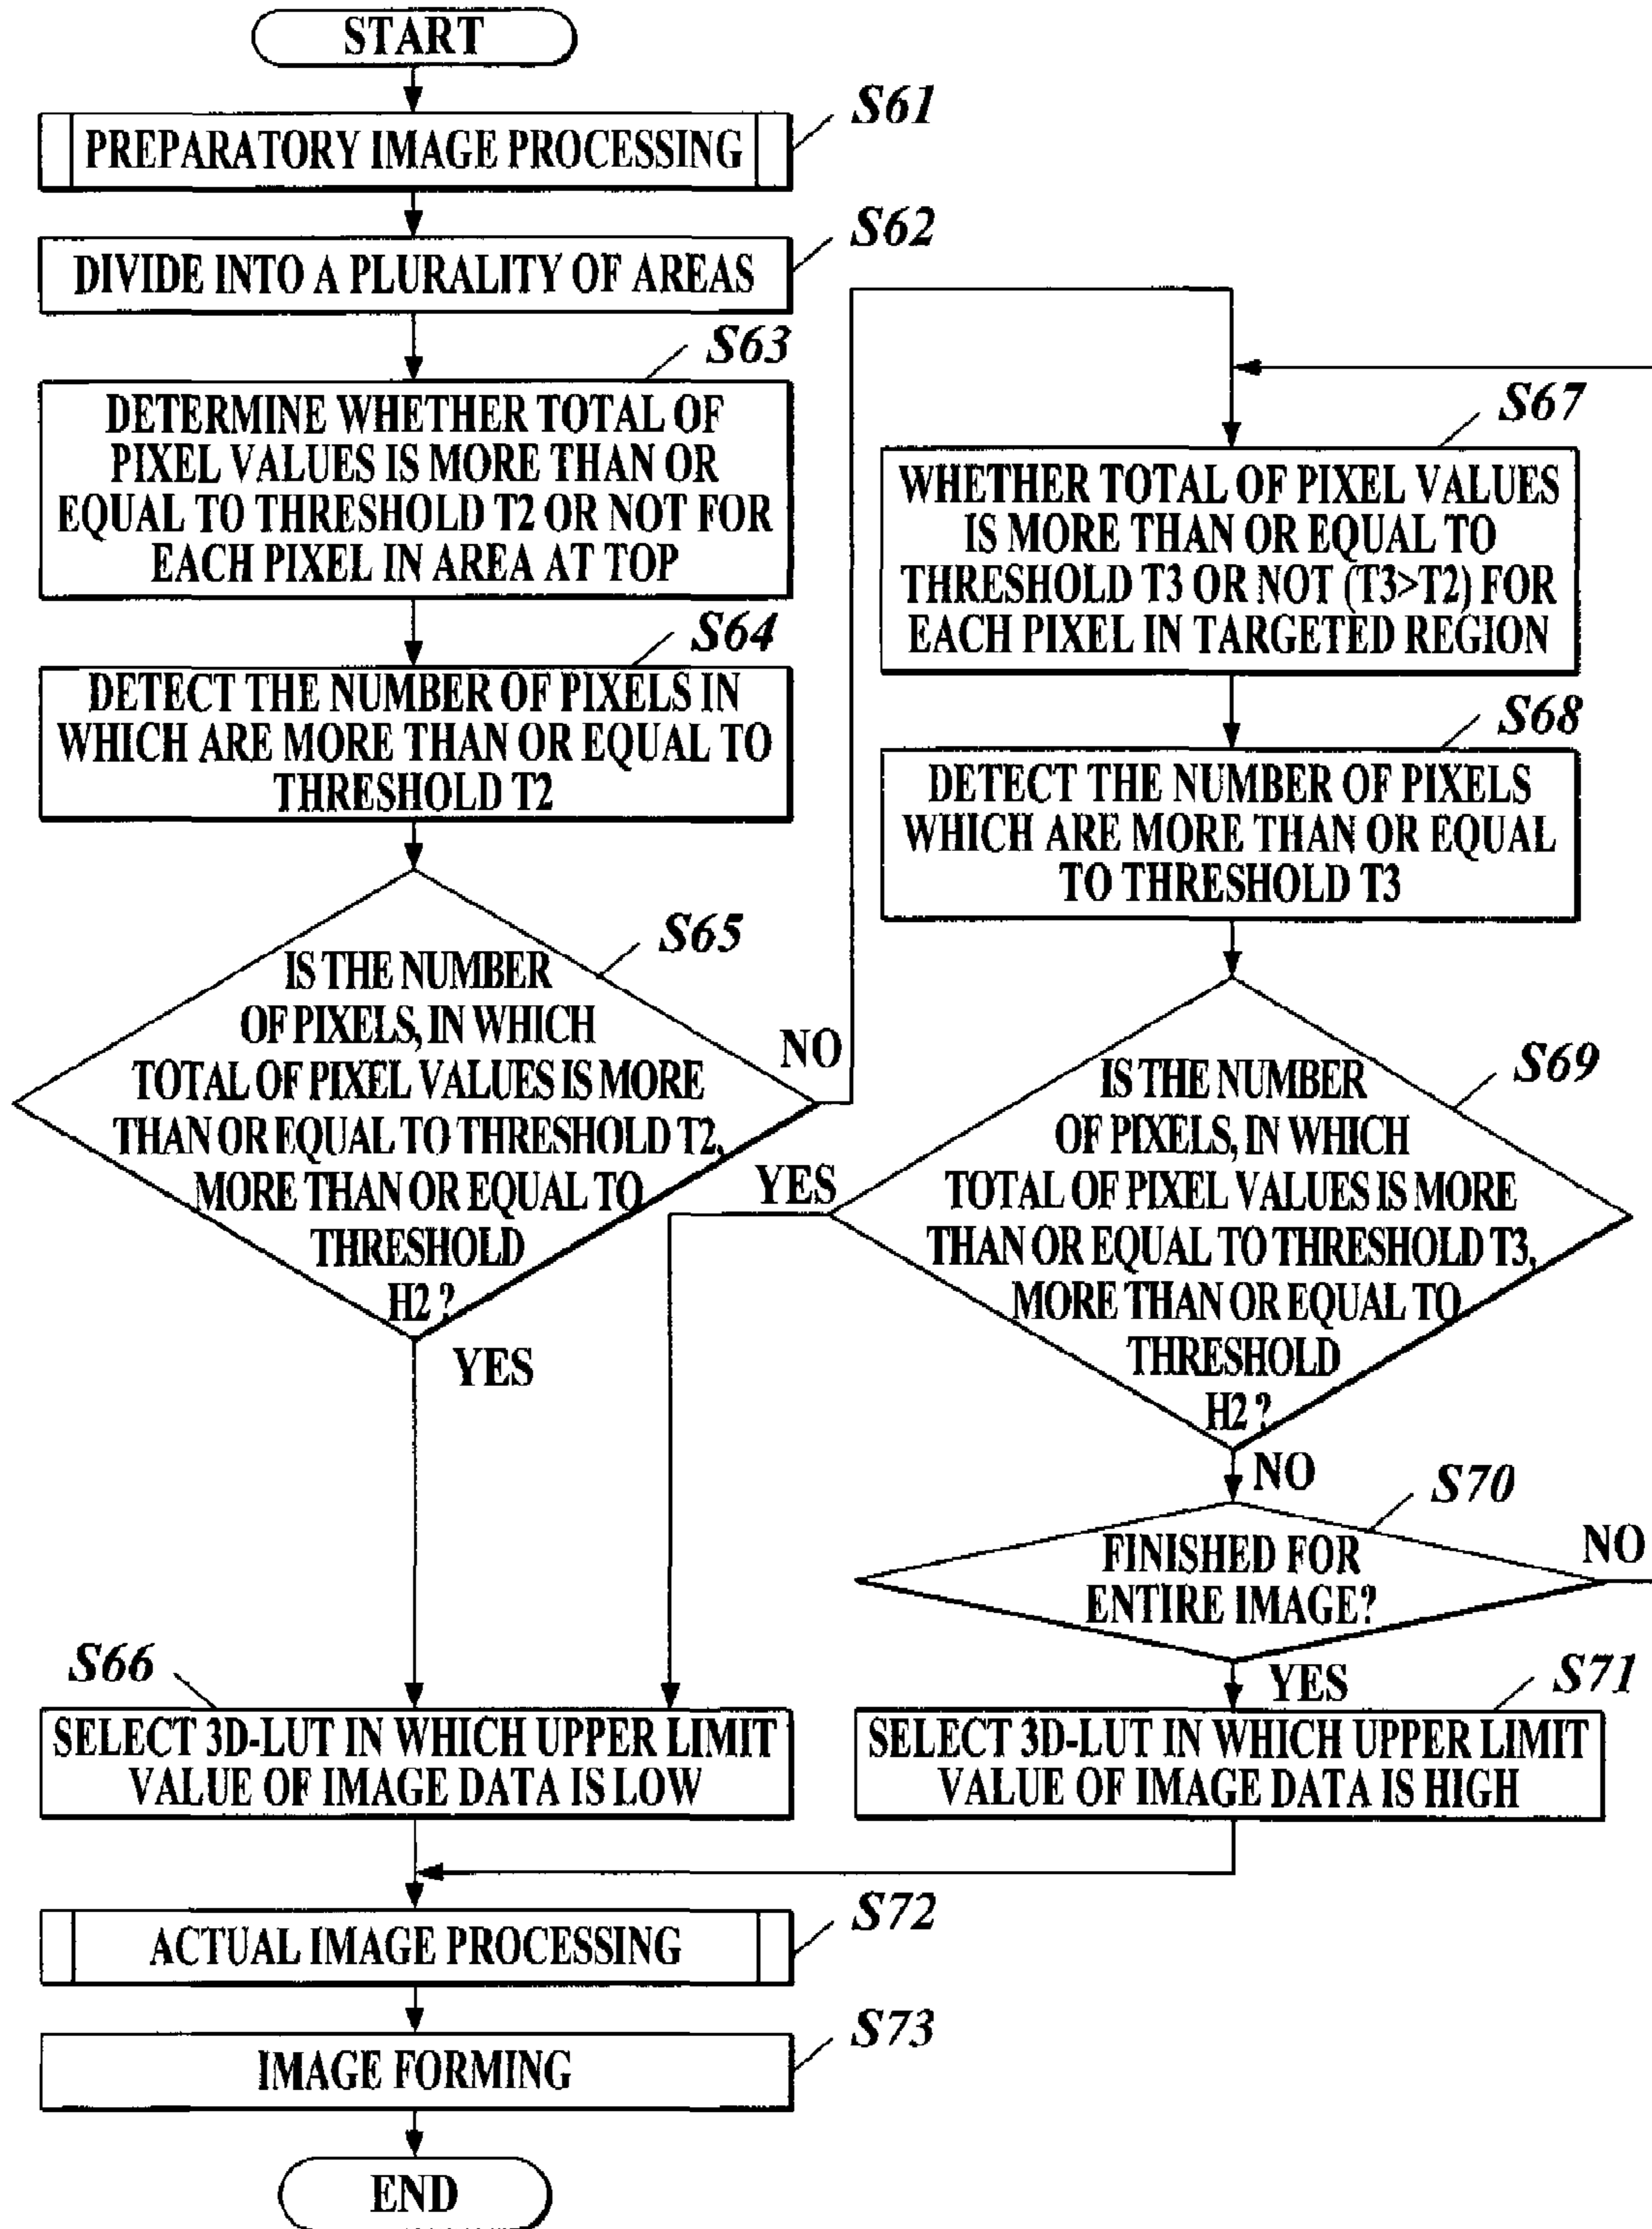 START
S61
PREPARATORY IMAGE PROCESSING
S62
DIVIDE INTO A PLURALITY OF AREAS
S63
DETERMINE WHETHER TOTAL OF
PIXEL VALUES IS MORE THAN OR
EQUAL TO THRESHOLD T2 OR NOT FOR
EACH PIXEL IN AREA AT TOP
S64
DETECT THE NUMBER OF PIXELS IN
WHICH ARE MORE THAN OR EQUAL TO
THRESHOLD T2
S65
IS THE NUMBER
OF PIXELS, IN WHICH
TOTAL OF PIXEL VALUES IS MORE
THAN OR EQUAL TO THRESHOLD T2,
MORE THAN OR EQUAL TO
THRESHOLD
H2 ?
NO
YES
S67
WHETHER TOTAL OF PIXEL VALUES
IS MORE THAN OR EQUAL TO
THRESHOLD T3 OR NOT (T3>T2) FOR
EACH PIXEL IN TARGETED REGION
S68
DETECT THE NUMBER OF PIXELS
WHICH ARE MORE THAN OR EQUAL
TO THRESHOLD T3
S69
IS THE NUMBER
OF PIXELS, IN WHICH
TOTAL OF PIXEL VALUES IS MORE
THAN OR EQUAL TO THRESHOLD T3,
MORE THAN OR EQUAL TO
THRESHOLD
H2 ?
YES
NO
S70
FINISHED FOR
ENTIRE IMAGE?
NO
YES
S66
SELECT 3D-LUT IN WHICH UPPER LIMIT
VALUE OF IMAGE DATA IS LOW
S71
SELECT 3D-LUT IN WHICH UPPER LIMIT
VALUE OF IMAGE DATA IS HIGH
S72
ACTUAL IMAGE PROCESSING
S73
IMAGE FORMING
END